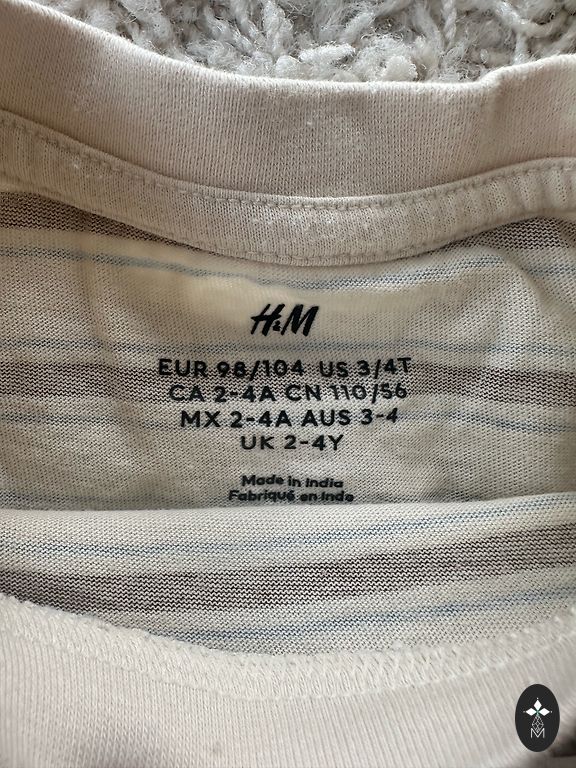 H&M
EUR 98/104 US 3/4T
CA 2-4A CN 110/56
MX 2-4A AUS 3-4
UK 2-4Y
Made in India
Fabriqué en Inde
M